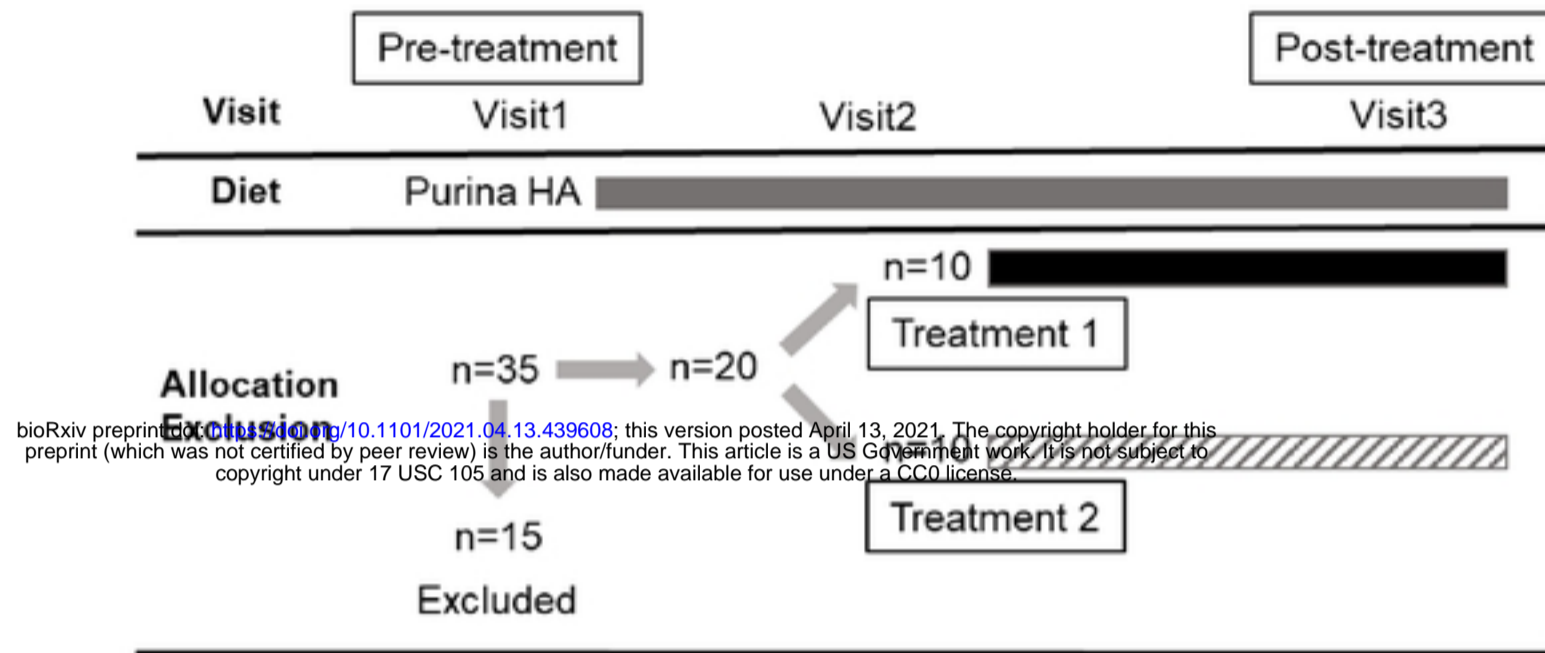 Pre-treatment Post-treatment
Visit Visit1 Visit2 Visit3
Diet Purina HA
n=10
Treatment 1
n=35 n=20
Allocation
Exclusion
n=10
bioRxiv preprint doi: https://doi.org/10.1101/2021.04.13.439608; this version posted April 13, 2021. The copyright holder for this
preprint (which was not certified by peer review) is the author/funder. This article is a US Government work. It is not subject to
copyright under 17 USC 105 and is also made available for use under a CC0 license.
Treatment 2
n=15
Excluded